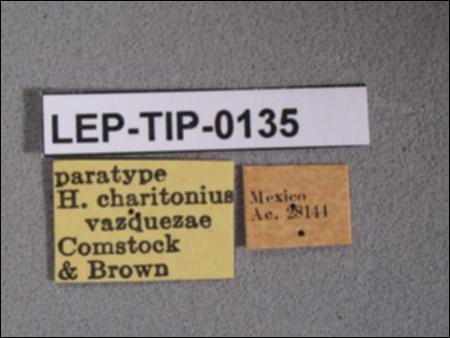 LEP-TIP-0135
paratype
H. charitonius
vazquezae
Comstock
& Brown
Mexico
Ac. 28144